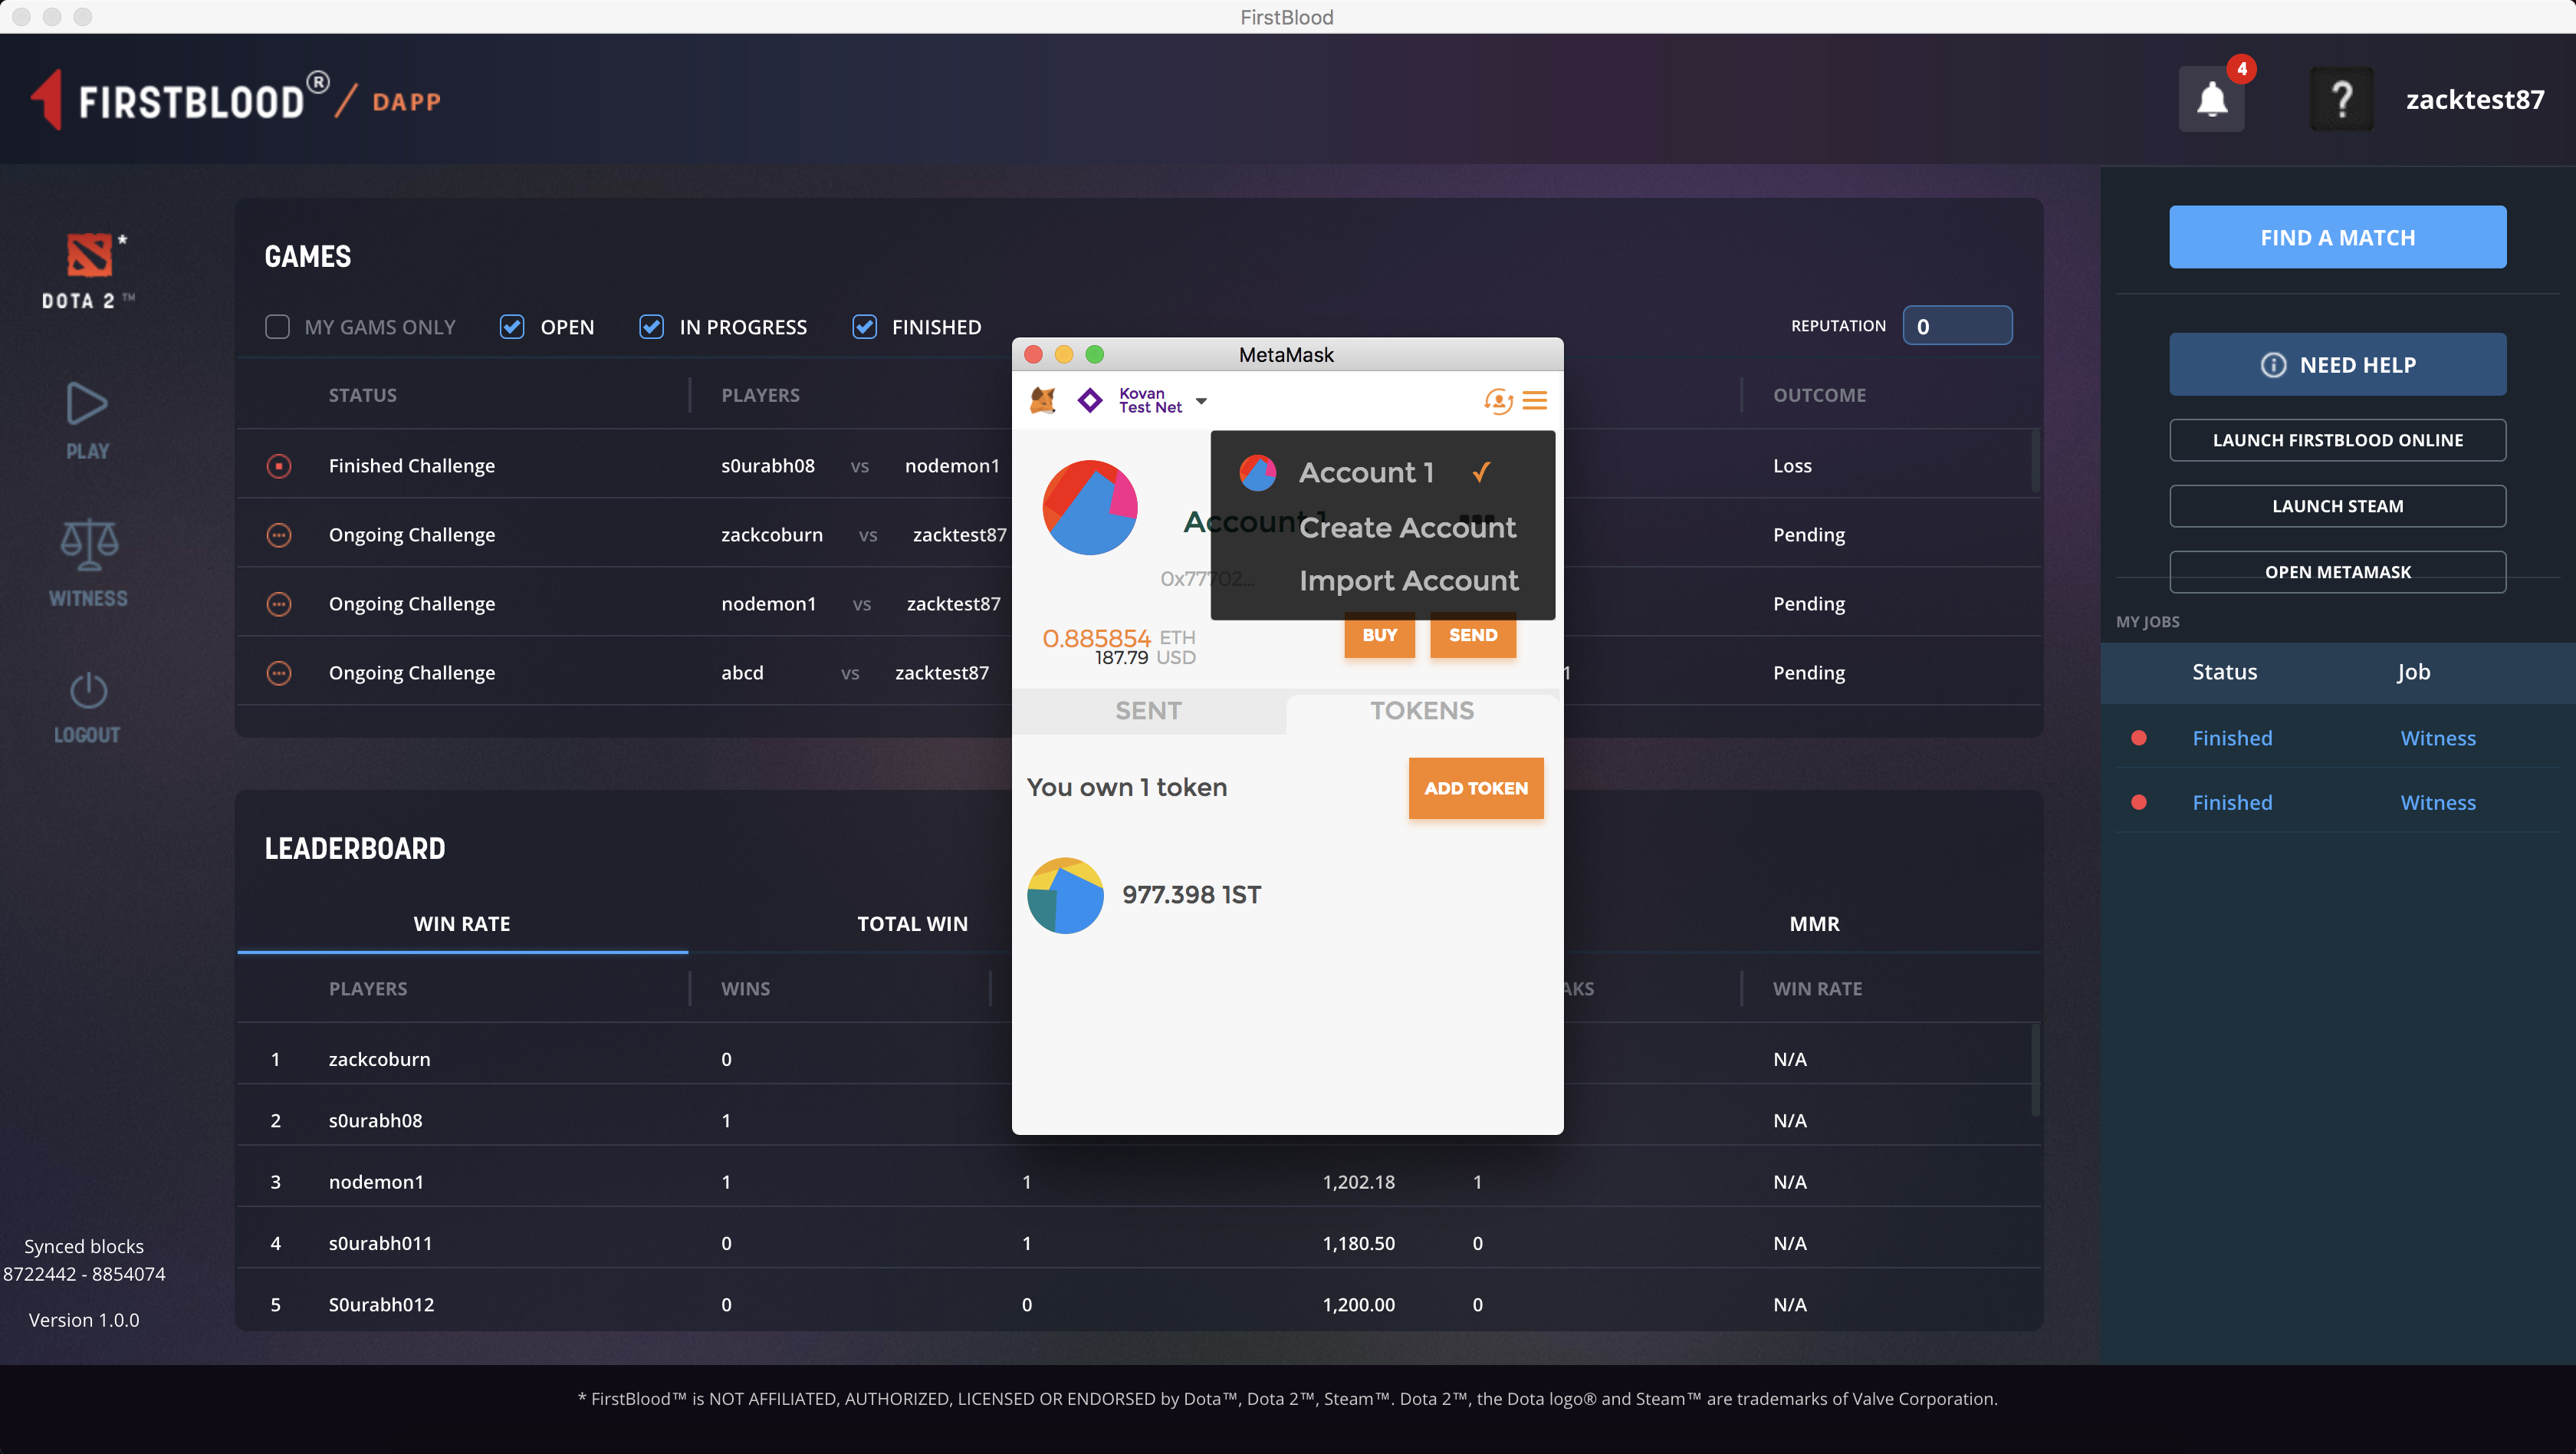 FirstBlood
FIRSTBLOOD® / DAPP
4
?
zacktest87
*
DOTA 2 ™
PLAY
WITNESS
LOGOUT
Synced blocks
8722442 - 8854074
Version 1.0.0
GAMES
MY GAMS ONLY OPEN IN PROGRESS FINISHED
REPUTATION 0
STATUS PLAYERS OUTCOME
Finished Challenge s0urabh08 vs nodemon1 Loss
Ongoing Challenge zackcoburn vs zacktest87 Pending
Ongoing Challenge nodemon1 vs zacktest87 Pending
Ongoing Challenge abcd vs zacktest87 1 Pending
LEADERBOARD
WIN RATE TOTAL WIN MMR
PLAYERS WINS AKS WIN RATE
1 zackcoburn 0 N/A
2 s0urabh08 1 N/A
3 nodemon1 1 1 1,202.18 1 N/A
4 s0urabh011 0 1 1,180.50 0 N/A
5 S0urabh012 0 0 1,200.00 0 N/A
MetaMask
Kovan
Test Net
Account 1
Account 1
Create Account
Import Account
0x77702...
0.885854 ETH
187.79 USD
BUY SEND
SENT TOKENS
You own 1 token
ADD TOKEN
977.398 1ST
FIND A MATCH
NEED HELP
LAUNCH FIRSTBLOOD ONLINE
LAUNCH STEAM
OPEN METAMASK
MY JOBS
Status Job
Finished Witness
Finished Witness
* FirstBlood™ is NOT AFFILIATED, AUTHORIZED, LICENSED OR ENDORSED by Dota™, Dota 2™, Steam™. Dota 2™, the Dota logo® and Steam™ are trademarks of Valve Corporation.